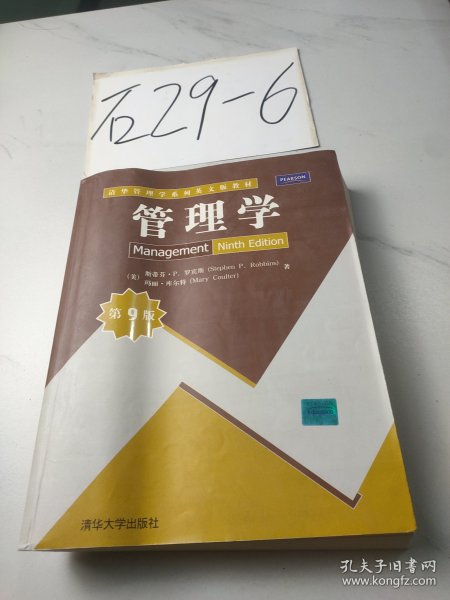 石29-6
清华管理学系列英文版教材
PEARSON
管理学
Management Ninth Edition
(美) 斯蒂芬·P. 罗宾斯 (Stephen P. Robbins)
玛丽·库尔特 (Mary Coulter)
著
第9版
清华大学出版社
孔夫子旧书网
www.kongfz.com